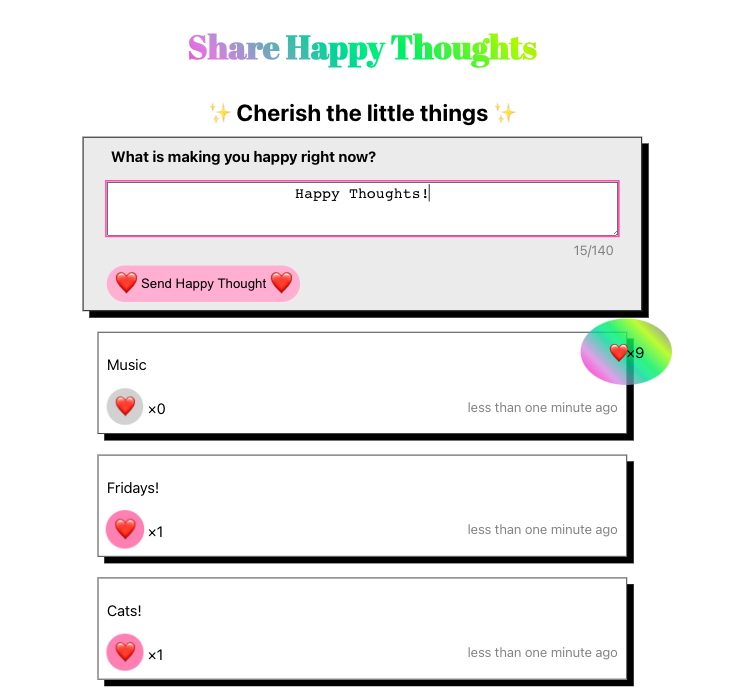 Share Happy Thoughts
✨ Cherish the little things ✨
What is making you happy right now?
Happy Thoughts!
15/140
❤️ Send Happy Thought ❤️
❤️×9
Music
❤️ ×0 less than one minute ago
Fridays!
❤️ ×1 less than one minute ago
Cats!
❤️ ×1 less than one minute ago